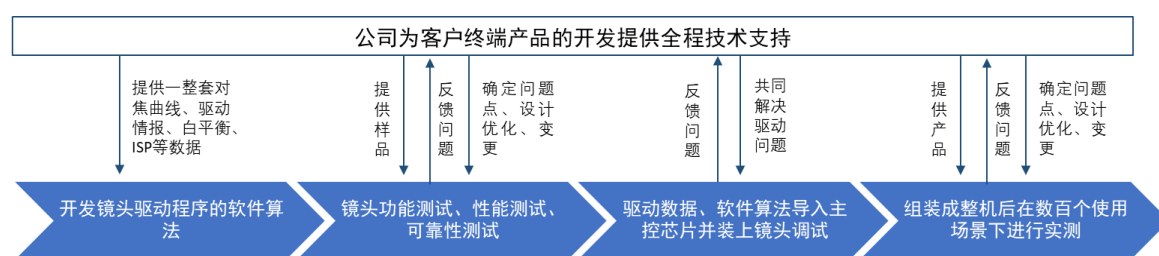 公司为客户终端产品的开发提供全程技术支持
提供一整套对
焦曲线、驱动
情报、白平衡、
ISP等数据
提供样品
反馈问题
确定问题
点、设计
优化、变
更
反馈问题
共同
解决
驱动
问题
提供产品
反馈问题
确定问题
点、设计
优化、变
更
开发镜头驱动程序的软件算
法
镜头功能测试、性能测试、
可靠性测试
驱动数据、软件算法导入主
控芯片并装上镜头调试
组装成整机后在数百个使用
场景下进行实测